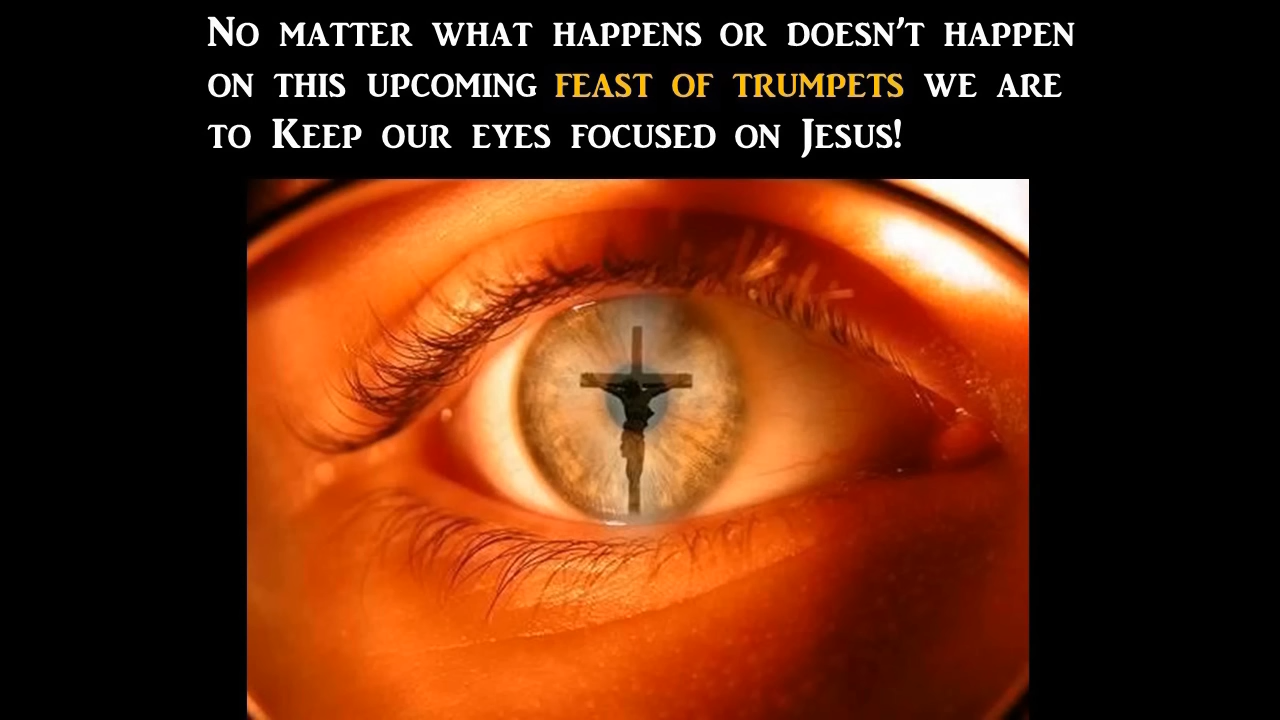 No matter what happens or doesn't happen
on this upcoming feast of trumpets we are
to Keep our eyes focused on Jesus!